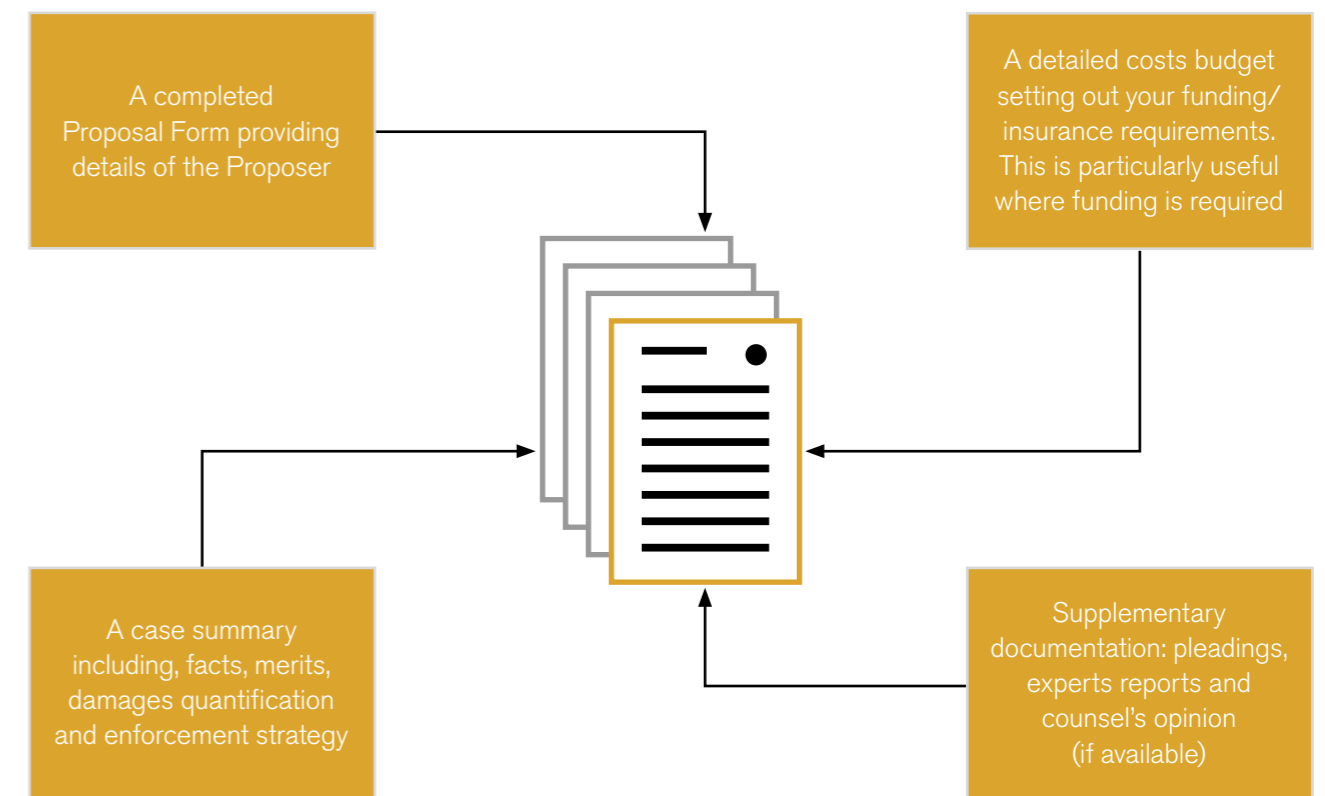 A completed
Proposal Form providing
details of the Proposer
A detailed costs budget
setting out your funding/
insurance requirements.
This is particularly useful
where funding is required
A case summary
including, facts, merits,
damages quantification
and enforcement strategy
Supplementary
documentation: pleadings,
experts reports and
counsel’s opinion
(if available)